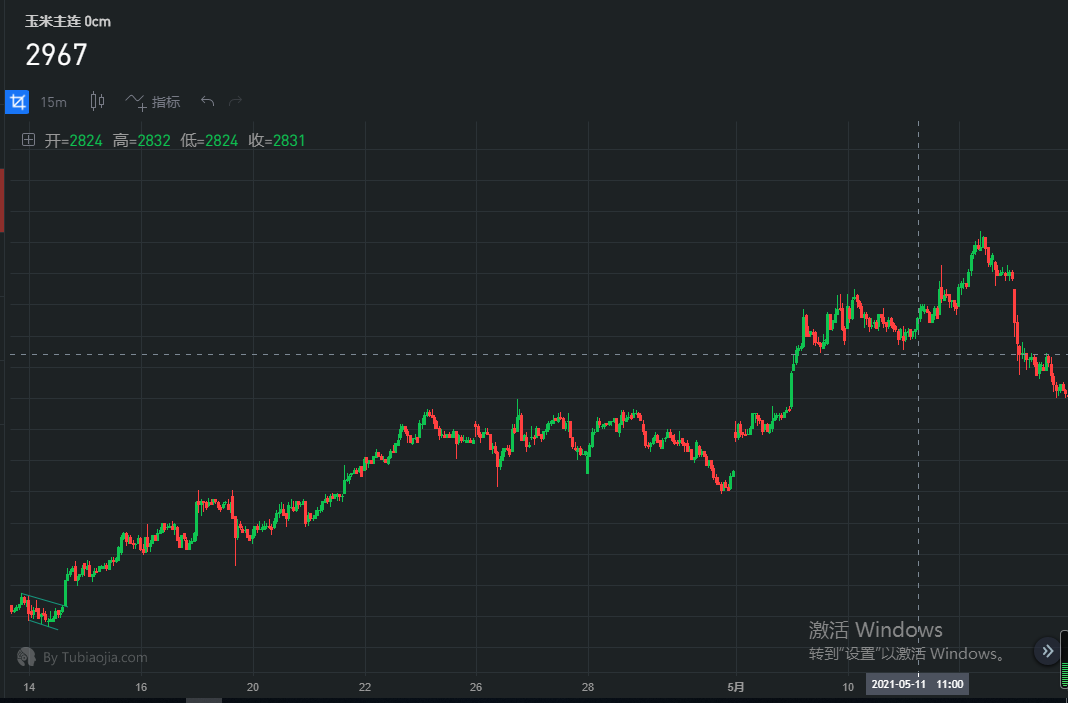 玉米主连 0cm
2967
15m 指标
开=2824 高=2832 低=2824 收=2831
激活 Windows
转到"设置"以激活 Windows。
By Tubiaojia.com
14 16 20 22 26 28 5月 10 2021-05-11 11:00